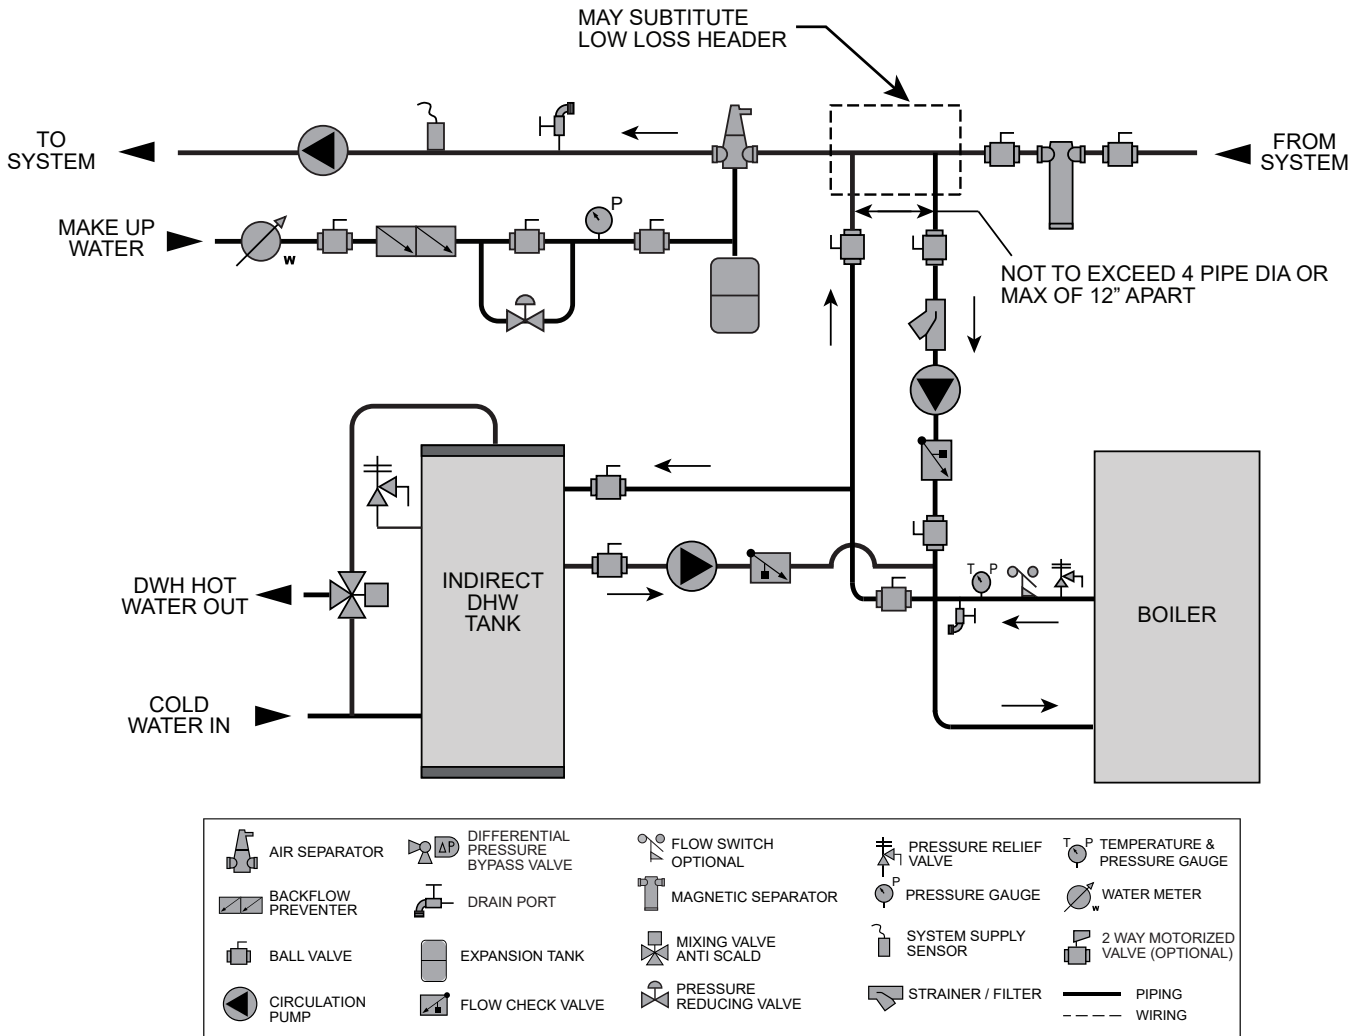 MAY SUBTITUTE
LOW LOSS HEADER
TO
SYSTEM
FROM
SYSTEM
MAKE UP
WATER
P
w
NOT TO EXCEED 4 PIPE DIA OR
MAX OF 12” APART
DWH HOT
WATER OUT
INDIRECT
DHW
TANK
T P
BOILER
COLD
WATER IN
AIR SEPARATOR
BACKFLOW
PREVENTER
BALL VALVE
CIRCULATION
PUMP
ΔP
DIFFERENTIAL
PRESSURE
BYPASS VALVE
DRAIN PORT
EXPANSION TANK
FLOW CHECK VALVE
FLOW SWITCH
OPTIONAL
MAGNETIC SEPARATOR
MIXING VALVE
ANTI SCALD
PRESSURE
REDUCING VALVE
PRESSURE RELIEF
VALVE
P
PRESSURE GAUGE
SYSTEM SUPPLY
SENSOR
STRAINER / FILTER
T P
TEMPERATURE &
PRESSURE GAUGE
w
WATER METER
2 WAY MOTORIZED
VALVE (OPTIONAL)
PIPING
WIRING